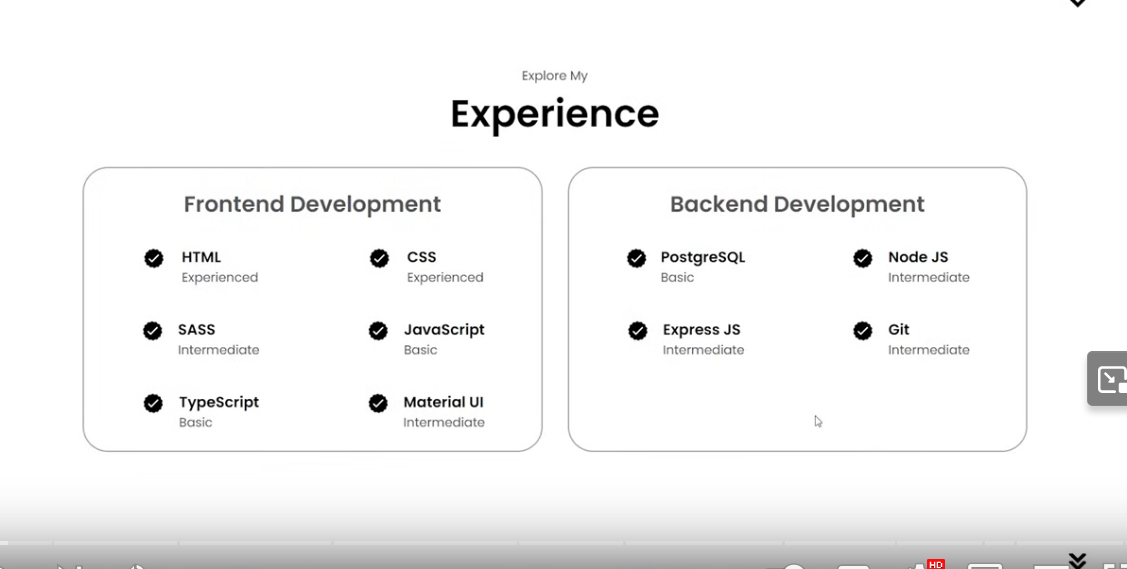 Explore My
Experience
Frontend Development
HTML
Experienced
CSS
Experienced
SASS
Intermediate
JavaScript
Basic
TypeScript
Basic
Material UI
Intermediate
Backend Development
PostgreSQL
Basic
Node JS
Intermediate
Express JS
Intermediate
Git
Intermediate
HD